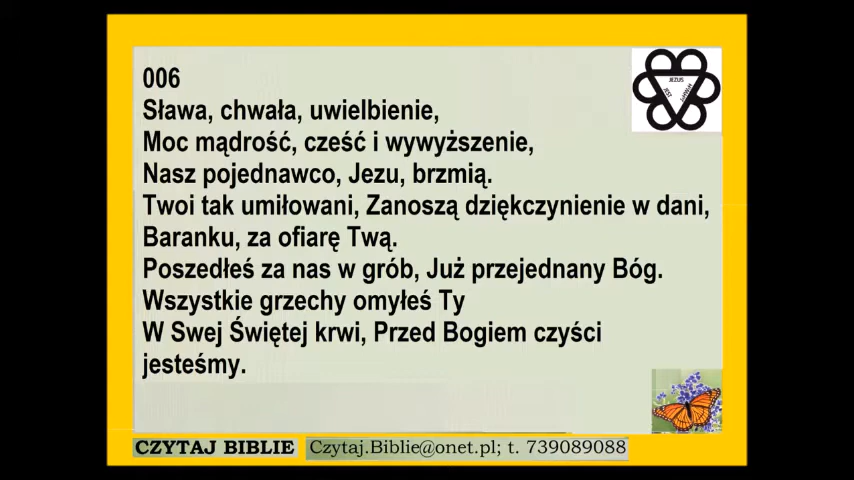 006
Sława, chwała, uwielbienie,
Moc mądrość, cześć i wywyższenie,
Nasz pojednawco, Jezu, brzmią.
Twoi tak umiłowani, Zanoszą dziękczynienie w dani,
Baranku, za ofiarę Twą.
Poszedłeś za nas w grób, Już przejednany Bóg.
Wszystkie grzechy omyłeś Ty
W Swej Świętej krwi, Przed Bogiem czyści
jesteśmy.
JEZUS
JEST
CZYTAJ BIBLIE Czytaj.Biblie@onet.pl; t. 739089088